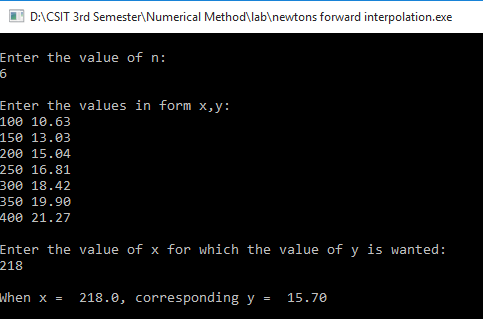 D:\CSIT 3rd Semester\Numerical Method\lab\newtons forward interpolation.exe
Enter the value of n:
6
Enter the values in form x,y:
100 10.63
150 13.03
200 15.04
250 16.81
300 18.42
350 19.90
400 21.27
Enter the value of x for which the value of y is wanted:
218
When x =  218.0, corresponding y =  15.70